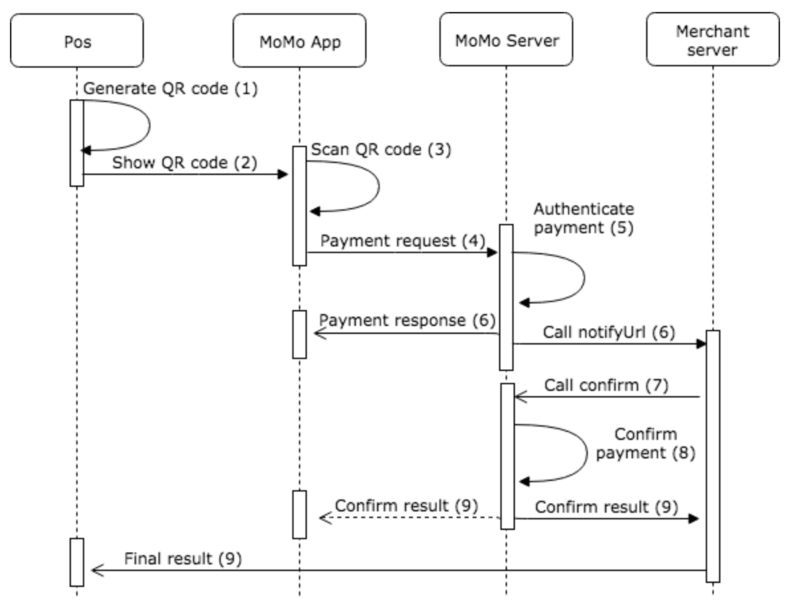 Pos
MoMo App
MoMo Server
Merchant
server
Generate QR code (1)
Show QR code (2)
Scan QR code (3)
Payment request (4)
Authenticate
payment (5)
Payment response (6)
Call notifyUrl (6)
Call confirm (7)
Confirm
payment (8)
Confirm result (9)
Confirm result (9)
Final result (9)